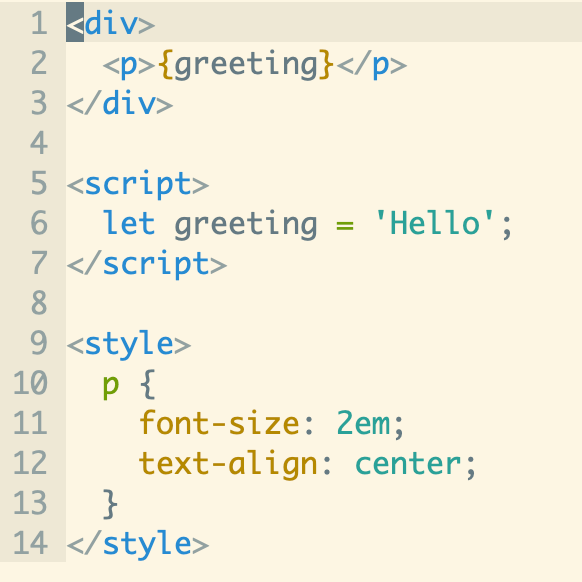 1 <div>
2   <p>{greeting}</p>
3 </div>
4
5 <script>
6   let greeting = 'Hello';
7 </script>
8
9 <style>
10   p {
11     font-size: 2em;
12     text-align: center;
13   }
14 </style>